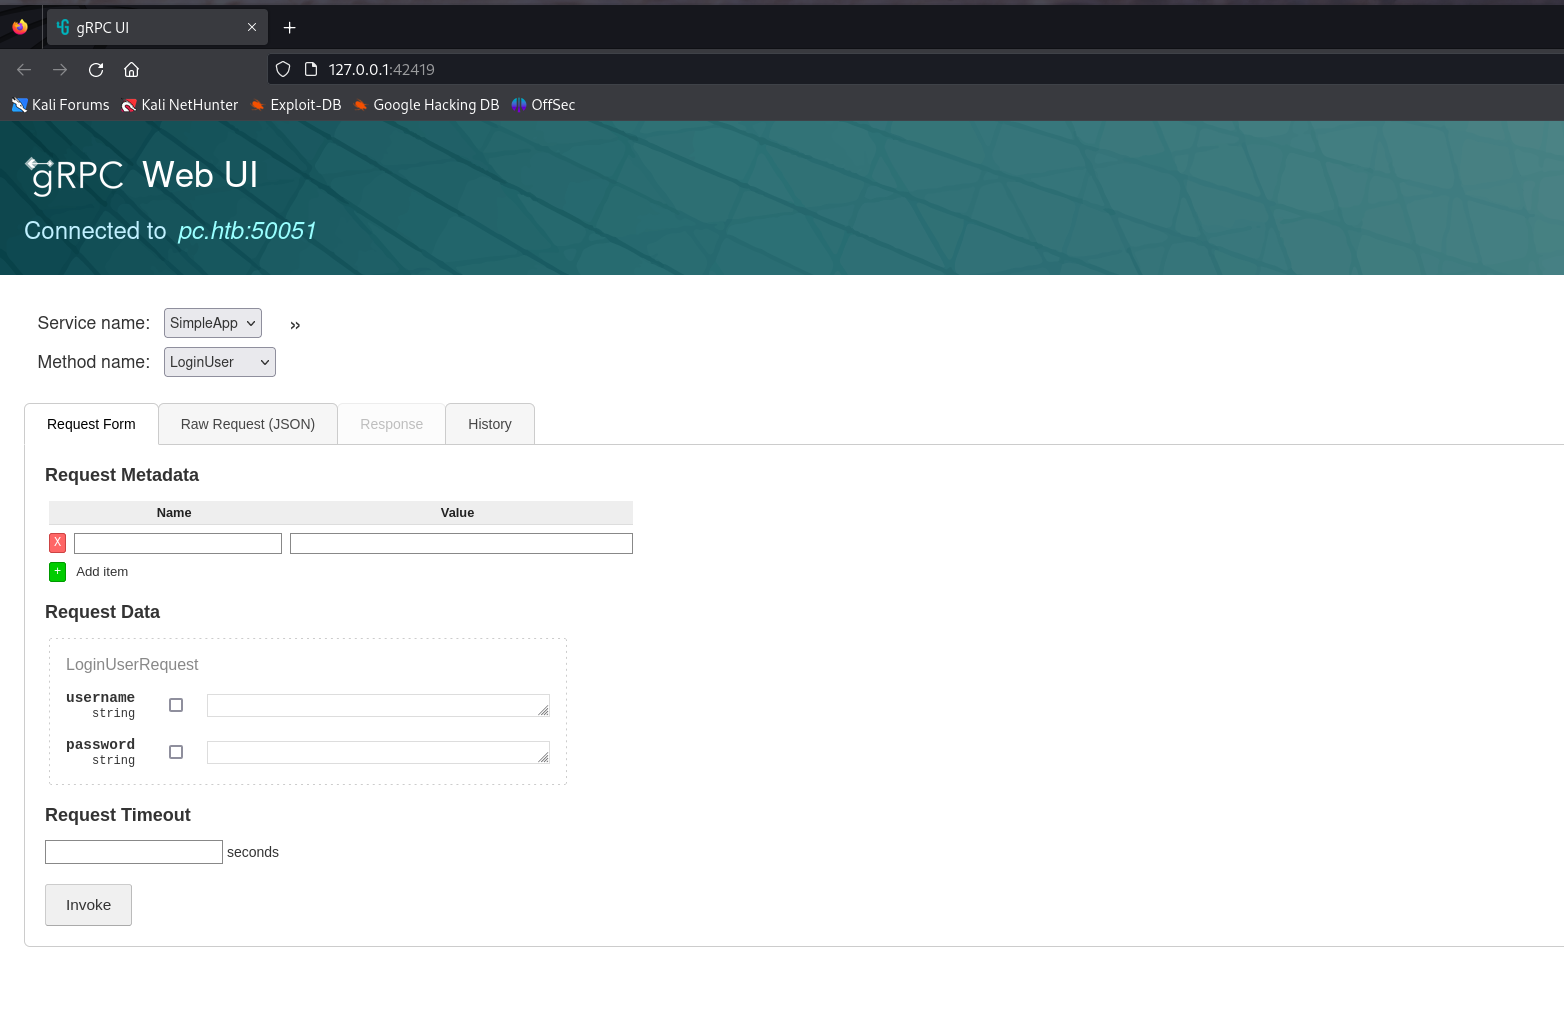 gRPC UI
127.0.0.1:42419
Kali Forums Kali NetHunter Exploit-DB Google Hacking DB OffSec
gRPC Web UI
Connected to pc.htb:50051
Service name: SimpleApp »
Method name: LoginUser
Request Form Raw Request (JSON) Response History
Request Metadata
Name Value
X
+ Add item
Request Data
LoginUserRequest
username
string
password
string
Request Timeout
seconds
Invoke